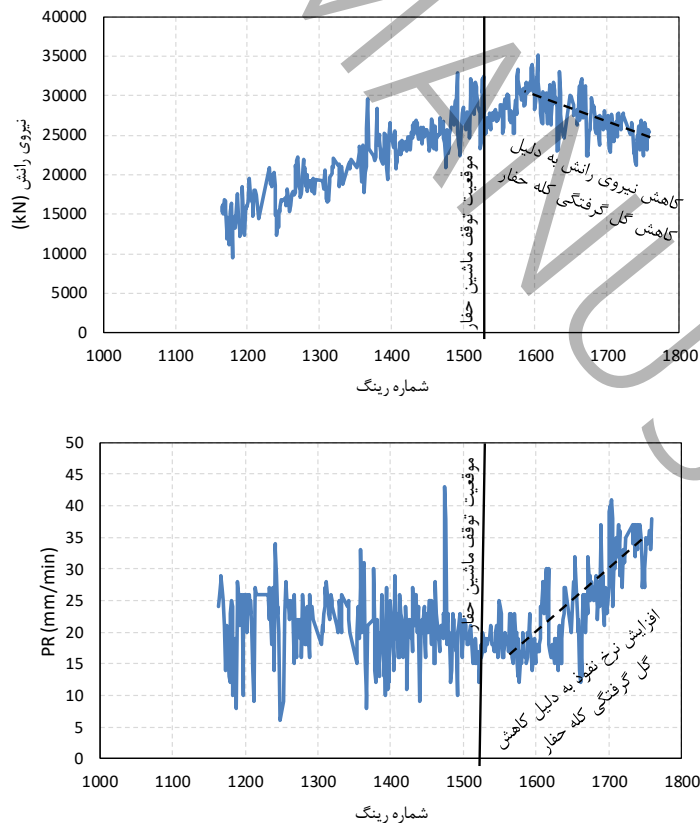 40000
35000
30000
25000
20000
15000
10000
5000
0
نیروی رانش (kN)
موقعیت توقف ماشین حفار
کاهش نیروی رانش به دلیل
کاهش گل گرفتگی کله حفار
1000 1100 1200 1300 1400 1500 1600 1700 1800
شماره رینگ
50
45
40
35
30
25
20
15
10
5
0
PR (mm/min)
موقعیت توقف ماشین حفار
افزایش نرخ نفوذ به دلیل کاهش
گل گرفتگی کله حفار
1000 1100 1200 1300 1400 1500 1600 1700 1800
شماره رینگ